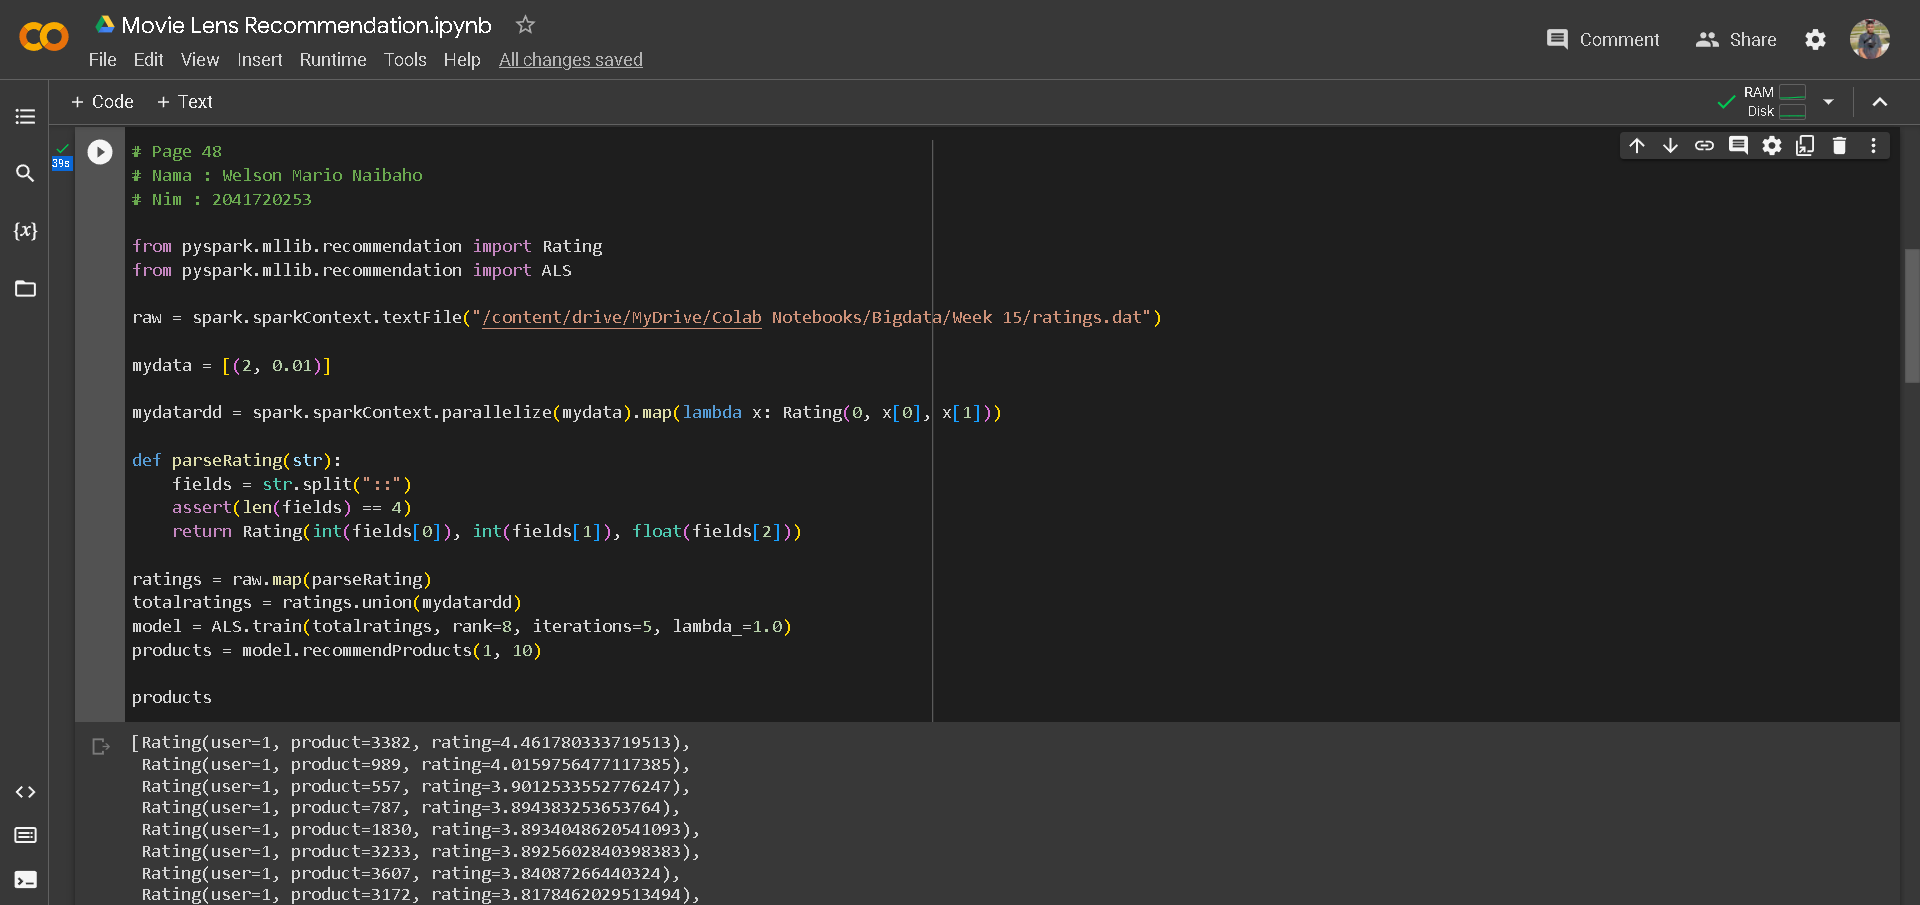 Movie Lens Recommendation.ipynb
File Edit View Insert Runtime Tools Help All changes saved
Comment Share
+ Code + Text
RAM
Disk
39s
# Page 48
# Nama : Welson Mario Naibaho
# Nim : 2041720253
from pyspark.mllib.recommendation import Rating
from pyspark.mllib.recommendation import ALS
raw = spark.sparkContext.textFile("/content/drive/MyDrive/Colab Notebooks/Bigdata/Week 15/ratings.dat")
mydata = [(2, 0.01)]
mydatardd = spark.sparkContext.parallelize(mydata).map(lambda x: Rating(0, x[0], x[1]))
def parseRating(str):
    fields = str.split("::")
    assert(len(fields) == 4)
    return Rating(int(fields[0]), int(fields[1]), float(fields[2]))
ratings = raw.map(parseRating)
totalratings = ratings.union(mydatardd)
model = ALS.train(totalratings, rank=8, iterations=5, lambda_=1.0)
products = model.recommendProducts(1, 10)
products
[Rating(user=1, product=3382, rating=4.461780333719513),
 Rating(user=1, product=989, rating=4.0159756477117385),
 Rating(user=1, product=557, rating=3.9012533552776247),
 Rating(user=1, product=787, rating=3.894383253653764),
 Rating(user=1, product=1830, rating=3.8934048620541093),
 Rating(user=1, product=3233, rating=3.8925602840398383),
 Rating(user=1, product=3607, rating=3.84087266440324),
 Rating(user=1, product=3172, rating=3.8178462029513494),